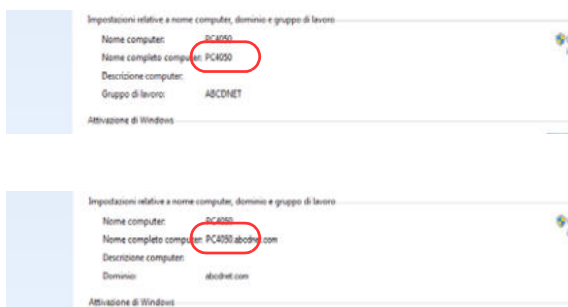 Impostazioni relative a nome computer, dominio e gruppo di lavoro
Nome computer: PC4050
Nome completo computer: PC4050
Descrizione computer:
Gruppo di lavoro: ABCDNET
Attivazione di Windows
Impostazioni relative a nome computer, dominio e gruppo di lavoro
Nome computer: PC4050
Nome completo computer: PC4050.abcdnet.com
Descrizione computer:
Dominio: abcdnet.com
Attivazione di Windows